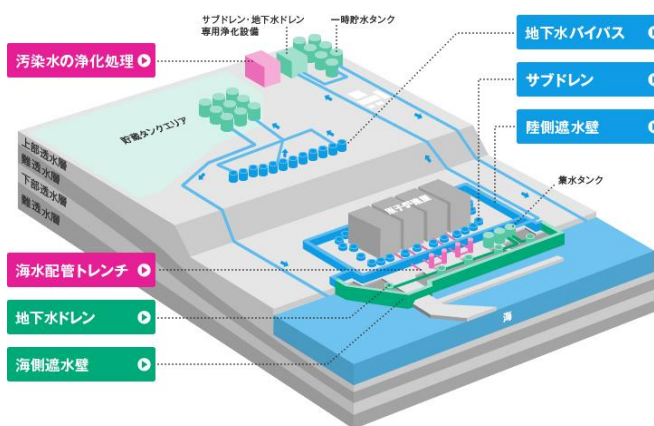 サブドレン・地下水ドレン
専用浄化設備
一時貯水タンク
汚染水の浄化処理
地下水バイパス
サブドレン
陸側遮水壁
貯蔵タンクエリア
上部透水層
難透水層
下部透水層
難透水層
集水タンク
原子炉建屋
海水配管トレンチ
地下水ドレン
海側遮水壁
海